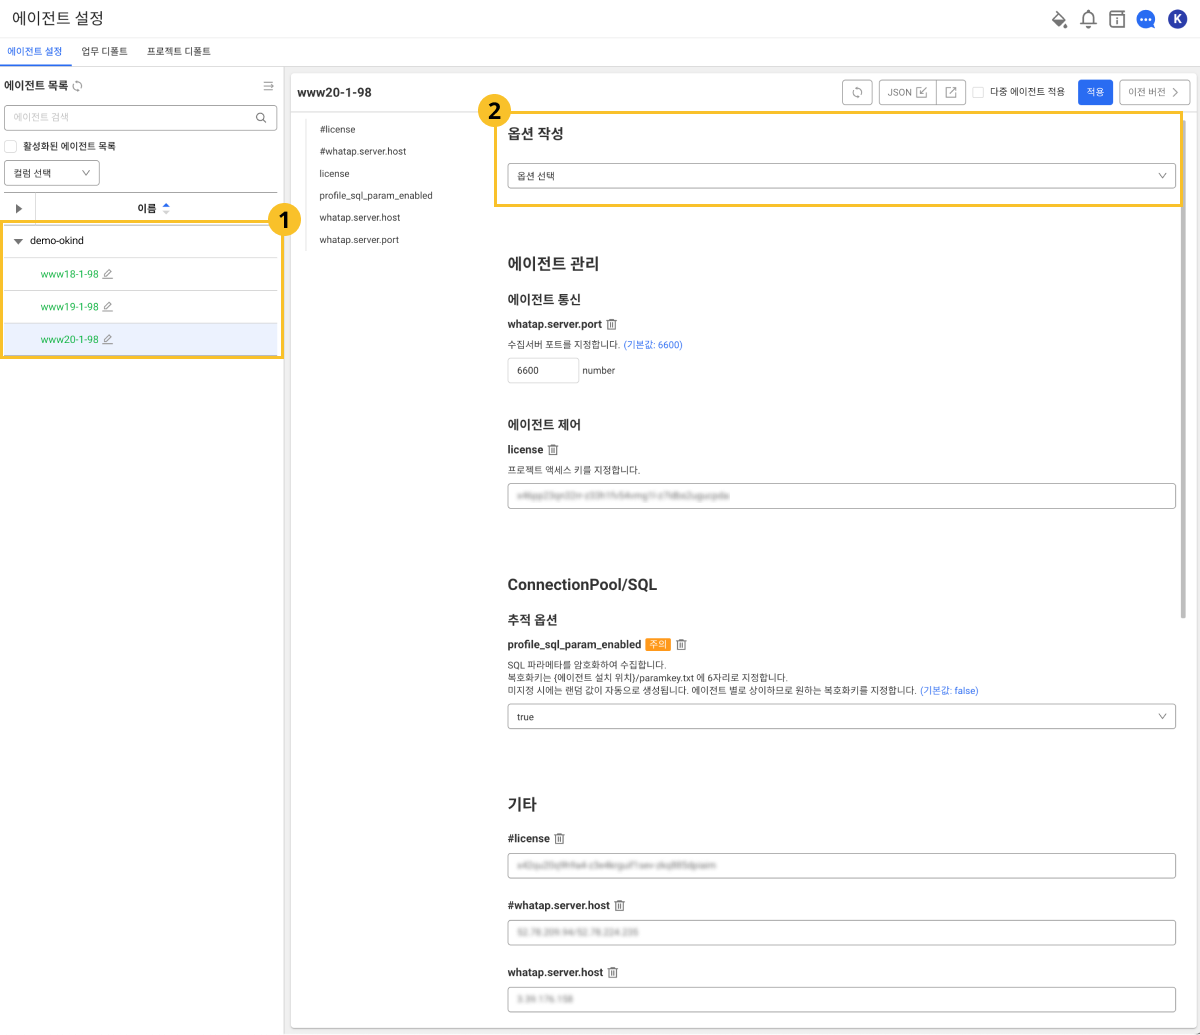 에이전트 설정
K
에이전트 설정 업무 디폴트 프로젝트 디폴트
에이전트 목록
에이전트 검색
활성화된 에이전트 목록
컬럼 선택
이름
1
demo-okind
www18-1-98
www19-1-98
www20-1-98
www20-1-98
JSON
다중 에이전트 적용
적용
이전 버전
#license
#whatap.server.host
license
profile_sql_param_enabled
whatap.server.host
whatap.server.port
2
옵션 작성
옵션 선택
에이전트 관리
에이전트 통신
whatap.server.port
수집서버 포트를 지정합니다. (기본값: 6600)
6600 number
에이전트 제어
license
프로젝트 액세스 키를 지정합니다.
ConnectionPool/SQL
추적 옵션
profile_sql_param_enabled 주의
SQL 파라메타를 암호화하여 수집합니다.
복호화키는 {에이전트 설치 위치}/paramkey.txt 에 6자리로 지정합니다.
미지정 시에는 랜덤 값이 자동으로 생성됩니다. 에이전트 별로 상이하므로 원하는 복호화키를 지정합니다. (기본값: false)
true
기타
#license
#whatap.server.host
whatap.server.host